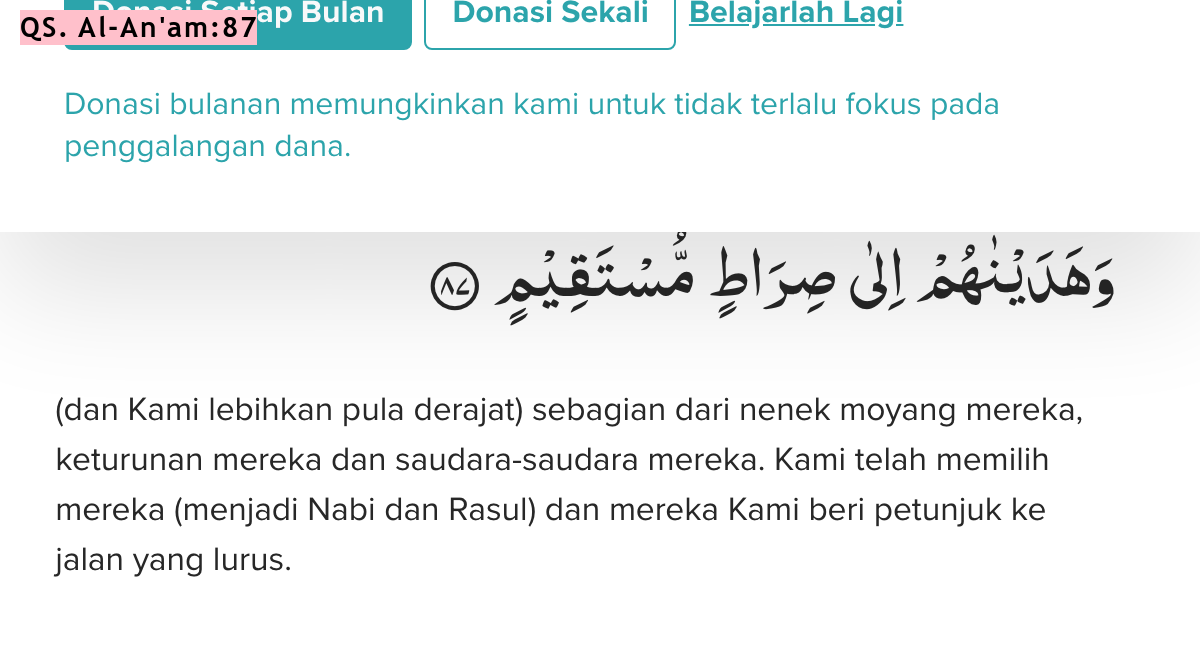 Donasi Setiap Bulan Donasi Sekali Belajarlah Lagi
QS. Al-An'am:87
Donasi bulanan memungkinkan kami untuk tidak terlalu fokus pada
penggalangan dana.
وَهَدَيْنٰهُمْ اِلٰى صِرَاطٍ مُّسْتَقِيْمٍ ٨٧
(dan Kami lebihkan pula derajat) sebagian dari nenek moyang mereka,
keturunan mereka dan saudara-saudara mereka. Kami telah memilih
mereka (menjadi Nabi dan Rasul) dan mereka Kami beri petunjuk ke
jalan yang lurus.